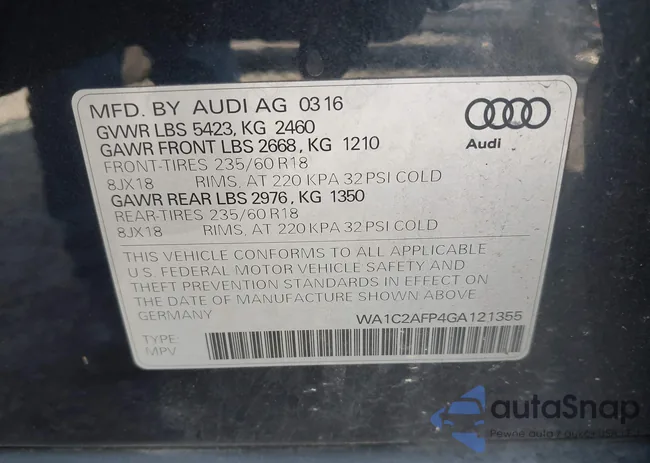 MFD. BY AUDI AG 03 16
GVWR LBS 5423, KG 2460
GAWR FRONT LBS 2668, KG 1210
FRONT-TIRES 235/60 R18
8JX18 RIMS, AT 220 KPA 32 PSI COLD
GAWR REAR LBS 2976, KG 1350
REAR-TIRES 235/60 R18
8JX18 RIMS, AT 220 KPA 32 PSI COLD
Audi
THIS VEHICLE CONFORMS TO ALL APPLICABLE
U.S. FEDERAL MOTOR VEHICLE SAFETY AND
THEFT PREVENTION STANDARDS IN EFFECT ON
THE DATE OF MANUFACTURE SHOWN ABOVE
GERMANY WA1C2AFP4GA121355
TYPE:
MPV
autaSnap
Pewne auta